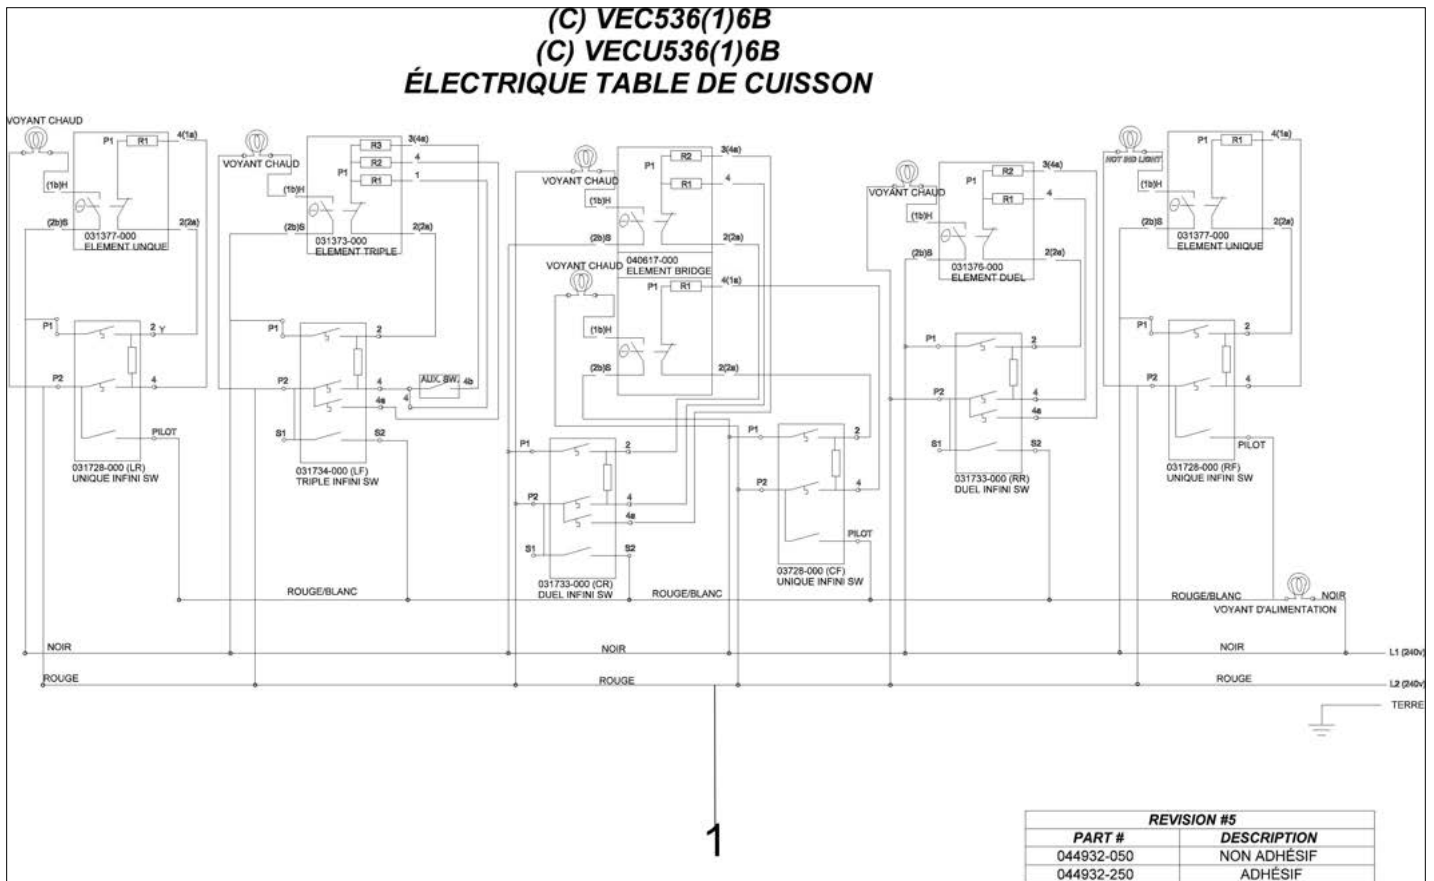 (C) VEC536(1)6B
(C) VECU536(1)6B
ÉLECTRIQUE TABLE DE CUISSON
VOYANT CHAUD
P1
R1
4(1a)
(1b)H
(2b)S
2(2a)
031377-000
ELEMENT UNQUE
P1
2
Y
P2
4
PILOT
031728-000 (LR)
UNIQUE INFINI SW
VOYANT CHAUD
R3
3(4a)
R2
4
P1
R1
1
(1b)H
(2b)S
2(2a)
031373-000
ELEMENT TRIPLE
P1
2
P2
4
AUX. SW.
4b
4
4a
S1
S2
031734-000 (LF)
TRIPLE INFINI SW
VOYANT CHAUD
R2
3(4a)
P1
R1
4
(1b)H
(2b)S
2(2a)
040617-000
ELEMENT BRIDGE
VOYANT CHAUD
P1
R1
4(1a)
(1b)H
(2b)S
2(2a)
P1
2
P2
4
4a
S1
S2
031733-000 (CR)
DUEL INFINI SW
P1
2
P2
4
PILOT
03728-000 (CF)
UNIQUE INFINI SW
VOYANT CHAUD
R2
3(4a)
P1
R1
4
(1b)H
(2b)S
2(2a)
031376-000
ELEMENT DUEL
P1
2
P2
4
4a
S1
S2
031733-000 (RR)
DUEL INFINI SW
HOT IND LIGHT
P1
R1
4(1a)
(1b)H
(2b)S
2(2a)
031377-000
ELEMENT UNIQUE
P1
2
P2
4
PILOT
031728-000 (RF)
UNIQUE INFINI SW
ROUGE/BLANC
ROUGE/BLANC
ROUGE/BLANC
NOIR
VOYANT D'ALIMENTATION
NOIR
NOIR
NOIR
L1 (240v)
ROUGE
ROUGE
ROUGE
L2 (240v)
TERRE
1
REVISION #5
PART #
DESCRIPTION
044932-050
NON ADHÉSIF
044932-250
ADHÉSIF